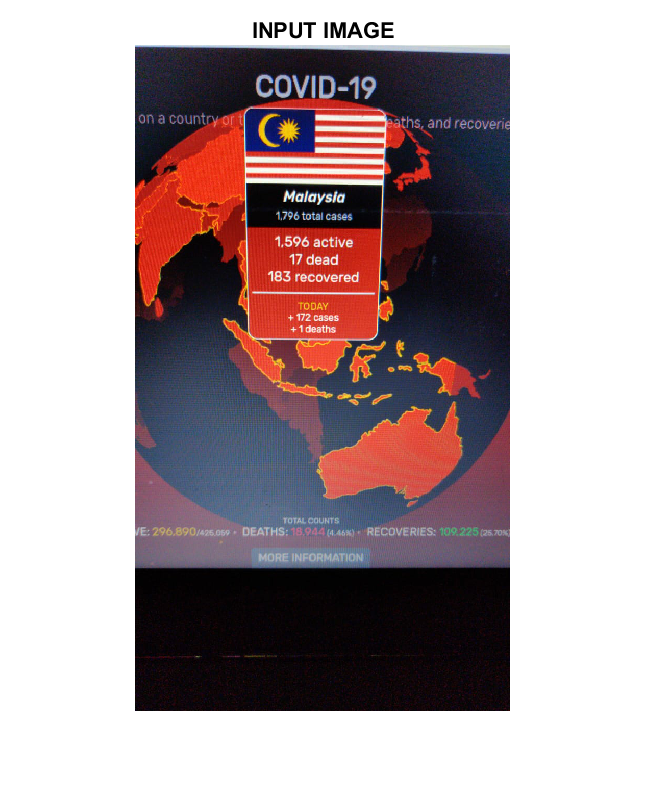 INPUT IMAGE
COVID-19
on a country or t eaths, and recoverie
Malaysia
1,796 total cases
1,596 active
17 dead
183 recovered
TODAY
+ 172 cases
+ 1 deaths
TOTAL COUNTS
VE: 296,890/425,059 • DEATHS: 18,944 (4.46%) • RECOVERIES: 109,225 (25.70%)
MORE INFORMATION